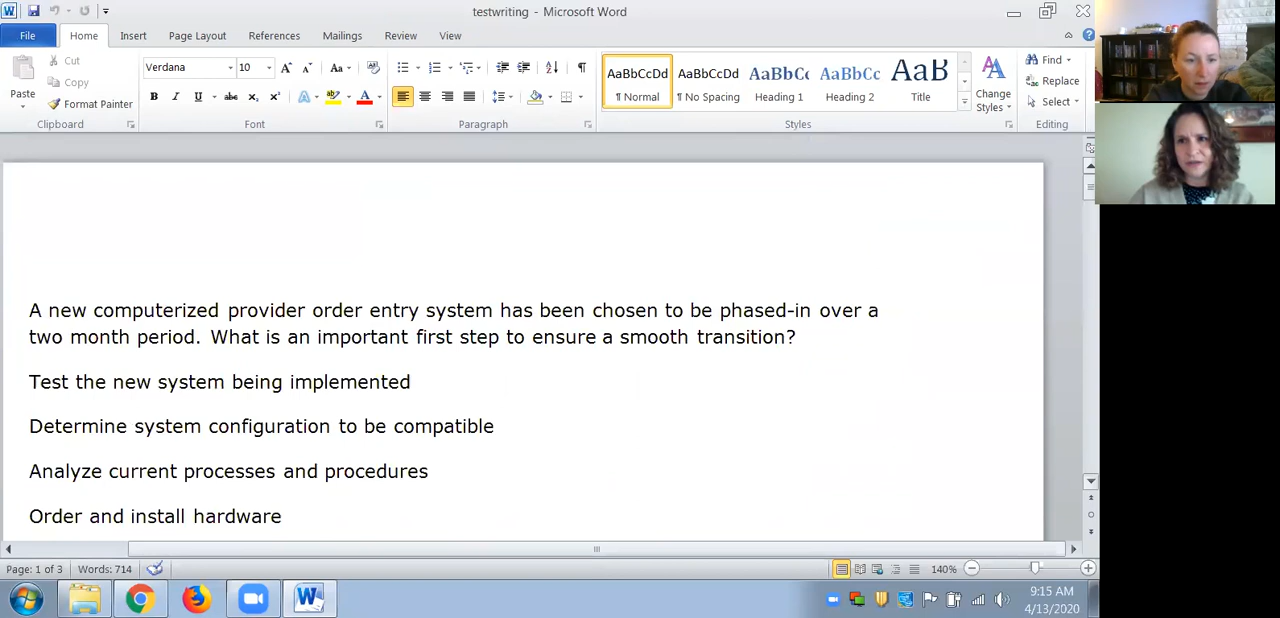 testwriting - Microsoft Word
File Home Insert Page Layout References Mailings Review View
Paste
Cut
Copy
Format Painter
Clipboard
Verdana 10
Aa
B I U abc x₂ x² A ab A
Font
Paragraph
AaBbCcDd AaBbCcDd AaBbCc AaBbCc AaB
¶ Normal ¶ No Spacing Heading 1 Heading 2 Title
Change
Styles
Styles
Find
Replace
Select
Editing
A new computerized provider order entry system has been chosen to be phased-in over a
two month period. What is an important first step to ensure a smooth transition?
Test the new system being implemented
Determine system configuration to be compatible
Analyze current processes and procedures
Order and install hardware
Page: 1 of 3 Words: 714 140%
9:15 AM
4/13/2020